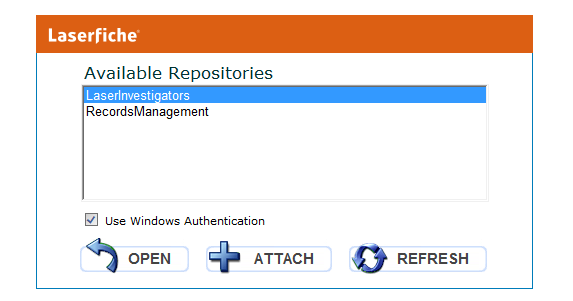 Laserfiche
Available Repositories
LaserInvestigators
RecordsManagement
Use Windows Authentication
OPEN
ATTACH
REFRESH